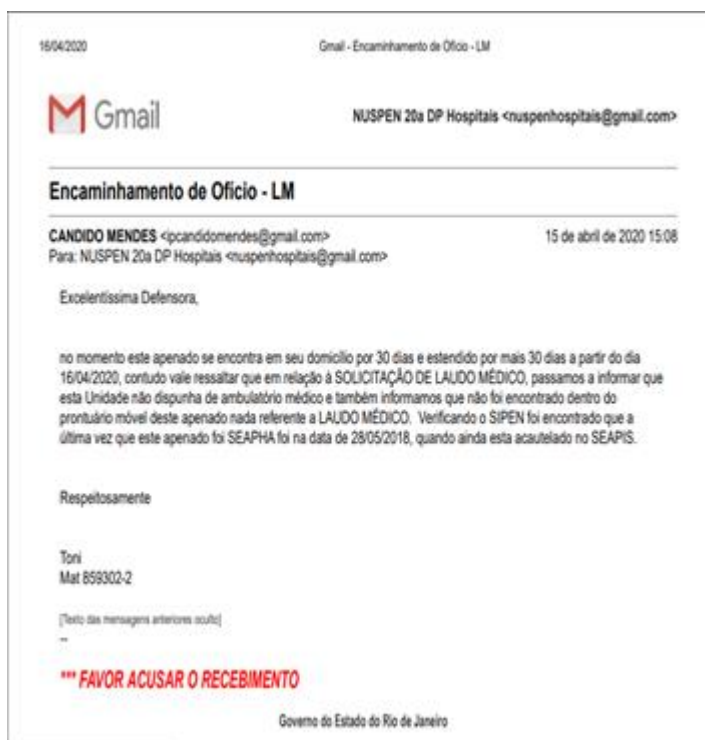 16/04/2020 Gmail - Encaminhamento de Ofício - LM
Gmail NUSPEN 20a DP Hospitais <nuspenhospitais@gmail.com>
Encaminhamento de Ofício - LM
CANDIDO MENDES <ipcandidomendes@gmail.com> 15 de abril de 2020 15:08
Para: NUSPEN 20a DP Hospitais <nuspenhospitais@gmail.com>
Excelentíssima Defensora,
no momento este apenado se encontra em seu domicílio por 30 dias e estendido por mais 30 dias a partir do dia
16/04/2020, contudo vale ressaltar que em relação à SOLICITAÇÃO DE LAUDO MÉDICO, passamos a informar que
esta Unidade não dispunha de ambulatório médico e também informamos que não foi encontrado dentro do
prontuário móvel deste apenado nada referente a LAUDO MÉDICO. Verificando o SIPEN foi encontrado que a
última vez que este apenado foi SEAPHA foi na data de 28/05/2018, quando ainda esta acautelado no SEAPIS.
Respeitosamente
Toni
Mat 859302-2
[Texto das mensagens anteriores oculto]
--
*** FAVOR ACUSAR O RECEBIMENTO
Governo do Estado do Rio de Janeiro